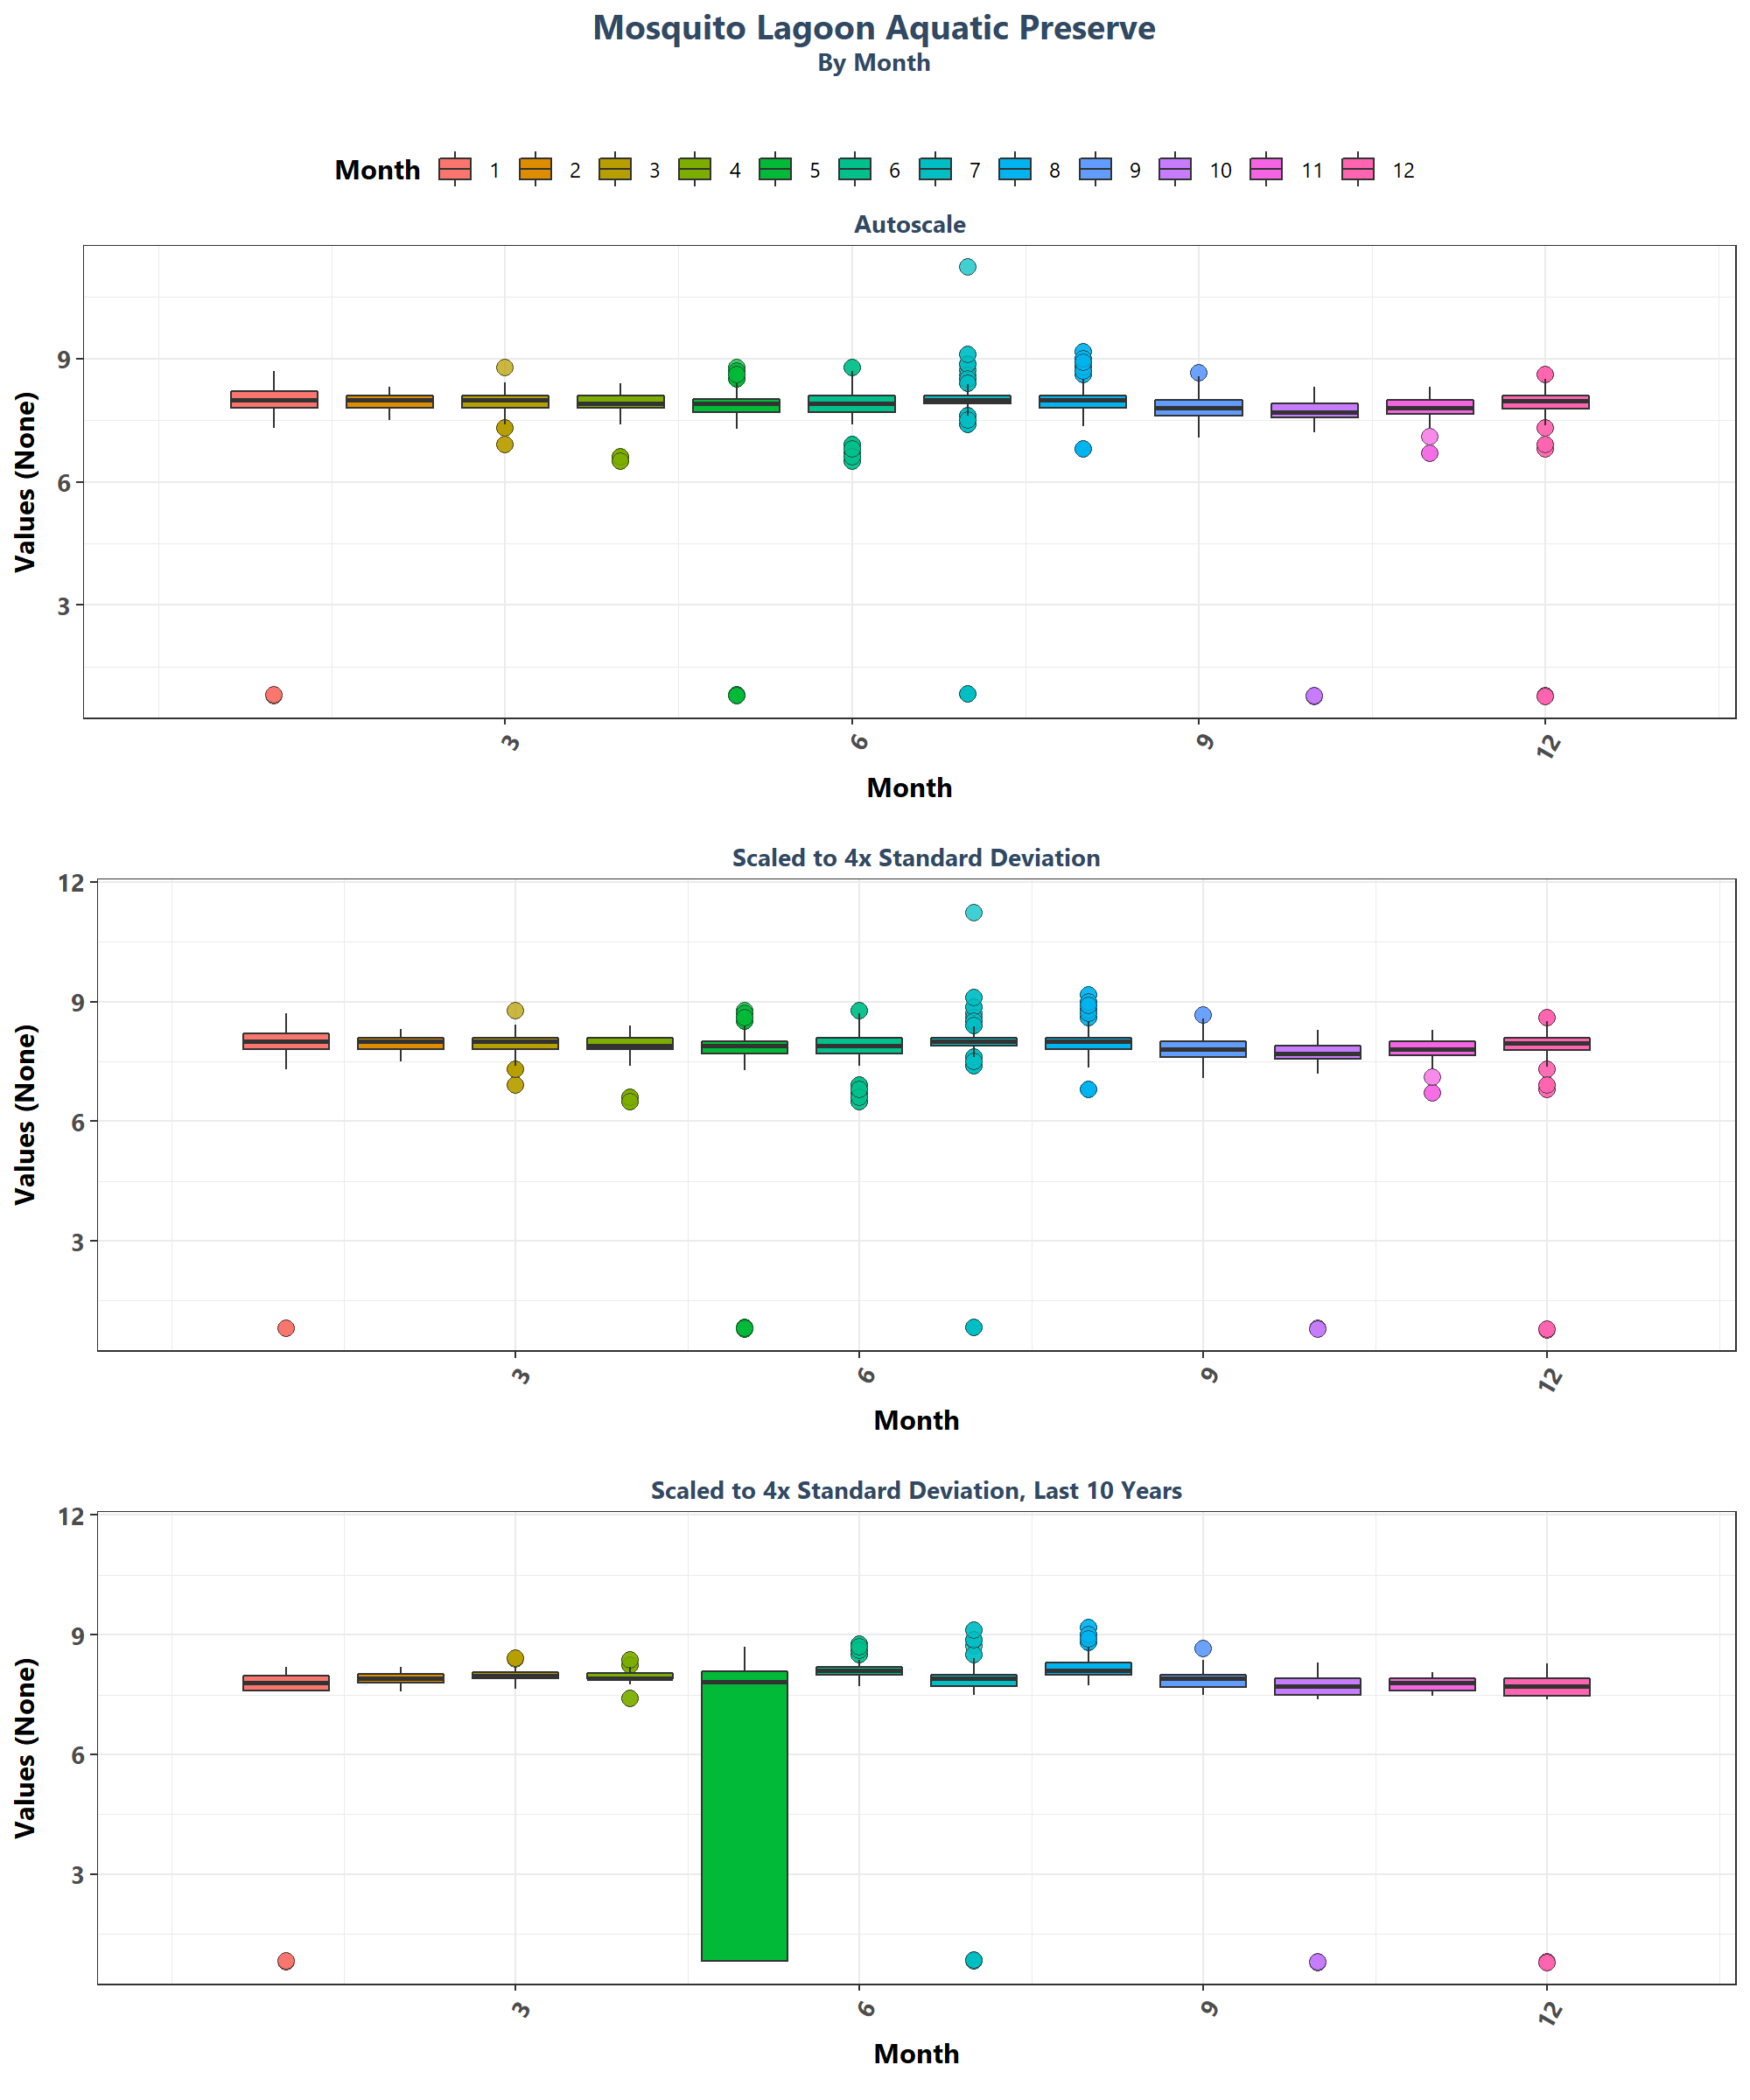 Mosquito Lagoon Aquatic Preserve
By Month
Month 1 2 3 4 5 6 7 8 9 10 11 12
Autoscale
Values (None)
9
6
3
3 6 9 12
Month
Scaled to 4x Standard Deviation
Values (None)
12
9
6
3
3 6 9 12
Month
Scaled to 4x Standard Deviation, Last 10 Years
Values (None)
12
9
6
3
3 6 9 12
Month